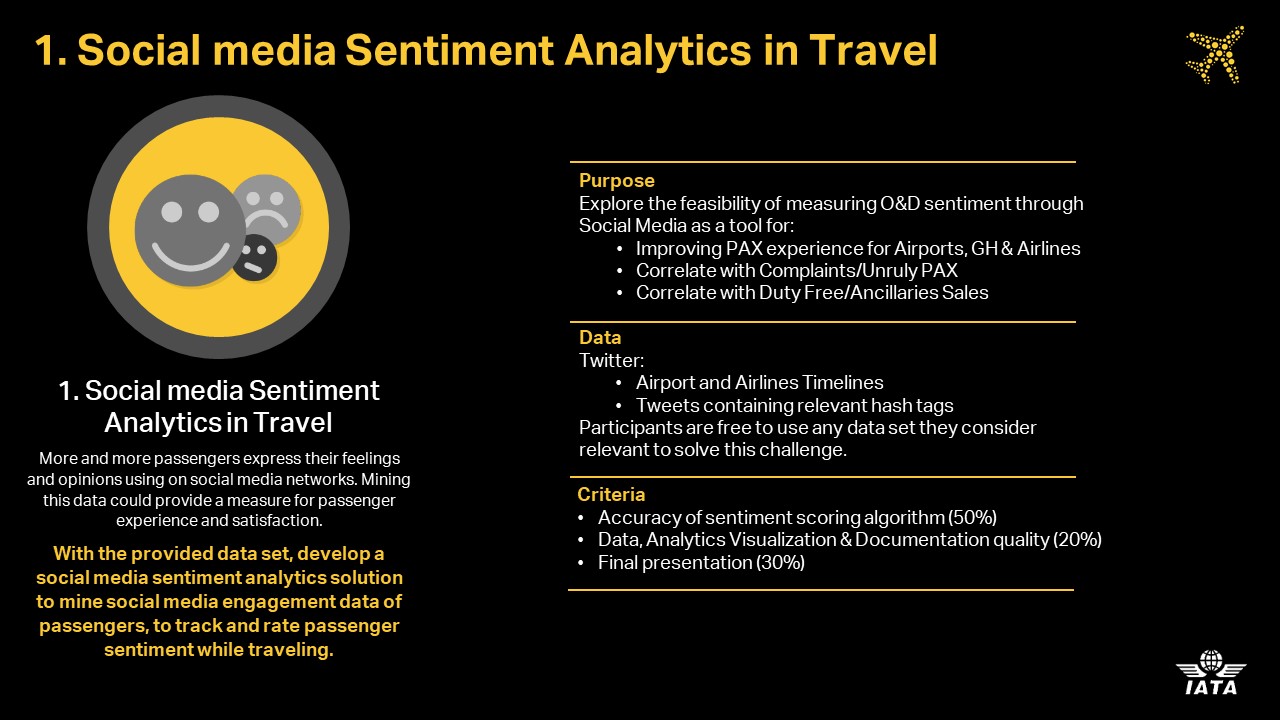 1. Social media Sentiment Analytics in Travel
1. Social media Sentiment
Analytics in Travel
More and more passengers express their feelings
and opinions using on social media networks. Mining
this data could provide a measure for passenger
experience and satisfaction.
With the provided data set, develop a
social media sentiment analytics solution
to mine social media engagement data of
passengers, to track and rate passenger
sentiment while traveling.
Purpose
Explore the feasibility of measuring O&D sentiment through
Social Media as a tool for:
• Improving PAX experience for Airports, GH & Airlines
• Correlate with Complaints/Unruly PAX
• Correlate with Duty Free/Ancillaries Sales
Data
Twitter:
• Airport and Airlines Timelines
• Tweets containing relevant hash tags
Participants are free to use any data set they consider
relevant to solve this challenge.
Criteria
• Accuracy of sentiment scoring algorithm (50%)
• Data, Analytics Visualization & Documentation quality (20%)
• Final presentation (30%)
IATA